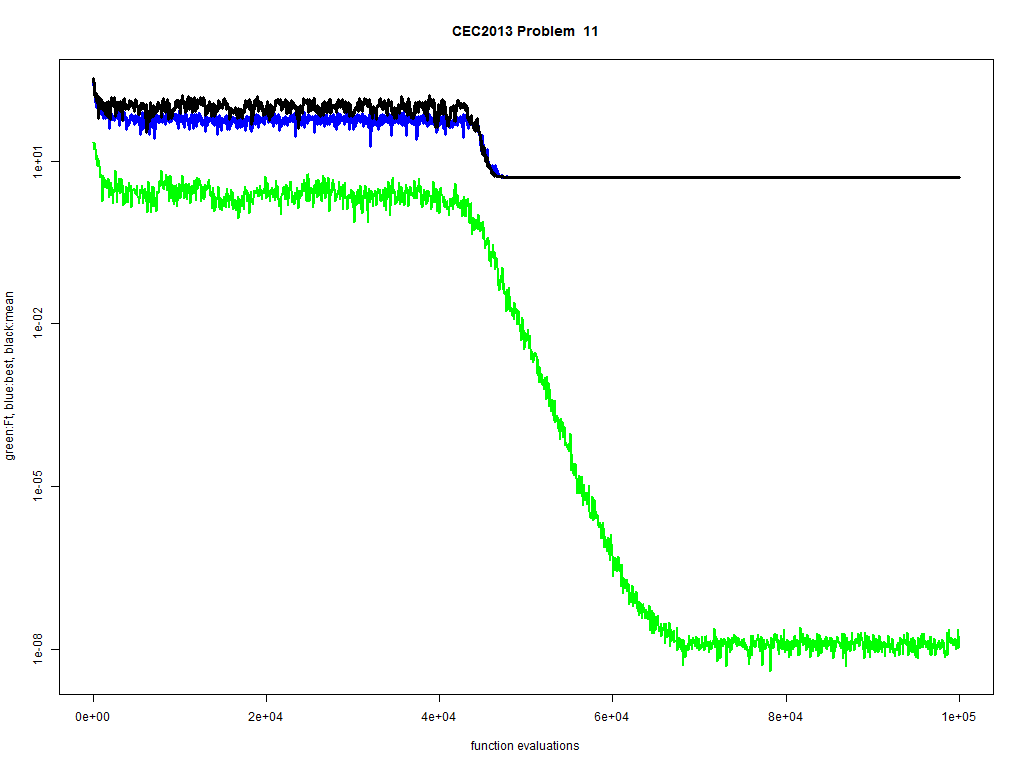 CEC2013 Problem  11
green:Ft, blue:best, black:mean
1e+01
1e-02
1e-05
1e-08
0e+00 2e+04 4e+04 6e+04 8e+04 1e+05
function evaluations